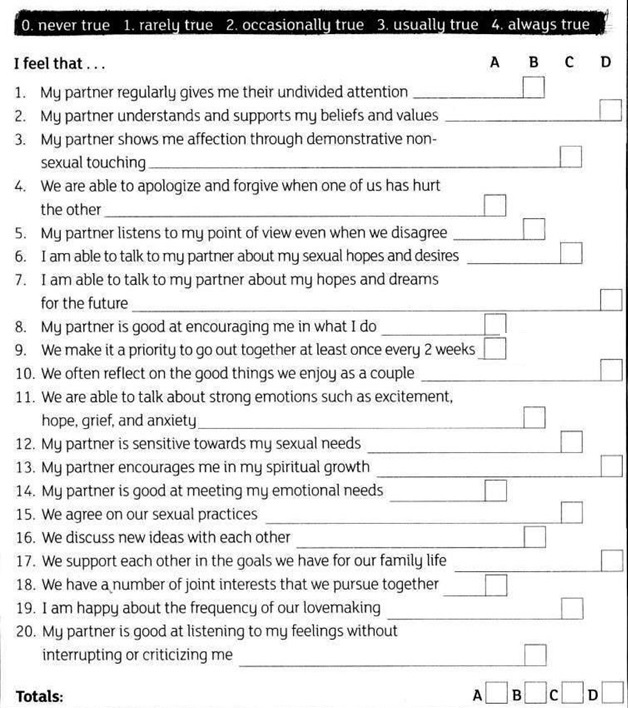 0. never true 1. rarely true 2. occasionally true 3. usually true 4. always true
I feel that . . . A B C D
1. My partner regularly gives me their undivided attention
2. My partner understands and supports my beliefs and values
3. My partner shows me affection through demonstrative non-
sexual touching
4. We are able to apologize and forgive when one of us has hurt
the other
5. My partner listens to my point of view even when we disagree
6. I am able to talk to my partner about my sexual hopes and desires
7. I am able to talk to my partner about my hopes and dreams
for the future
8. My partner is good at encouraging me in what I do
9. We make it a priority to go out together at least once every 2 weeks
10. We often reflect on the good things we enjoy as a couple
11. We are able to talk about strong emotions such as excitement,
hope, grief, and anxiety
12. My partner is sensitive towards my sexual needs
13. My partner encourages me in my spiritual growth
14. My partner is good at meeting my emotional needs
15. We agree on our sexual practices
16. We discuss new ideas with each other
17. We support each other in the goals we have for our family life
18. We have a number of joint interests that we pursue together
19. I am happy about the frequency of our lovemaking
20. My partner is good at listening to my feelings without
interrupting or criticizing me
Totals: A B C D